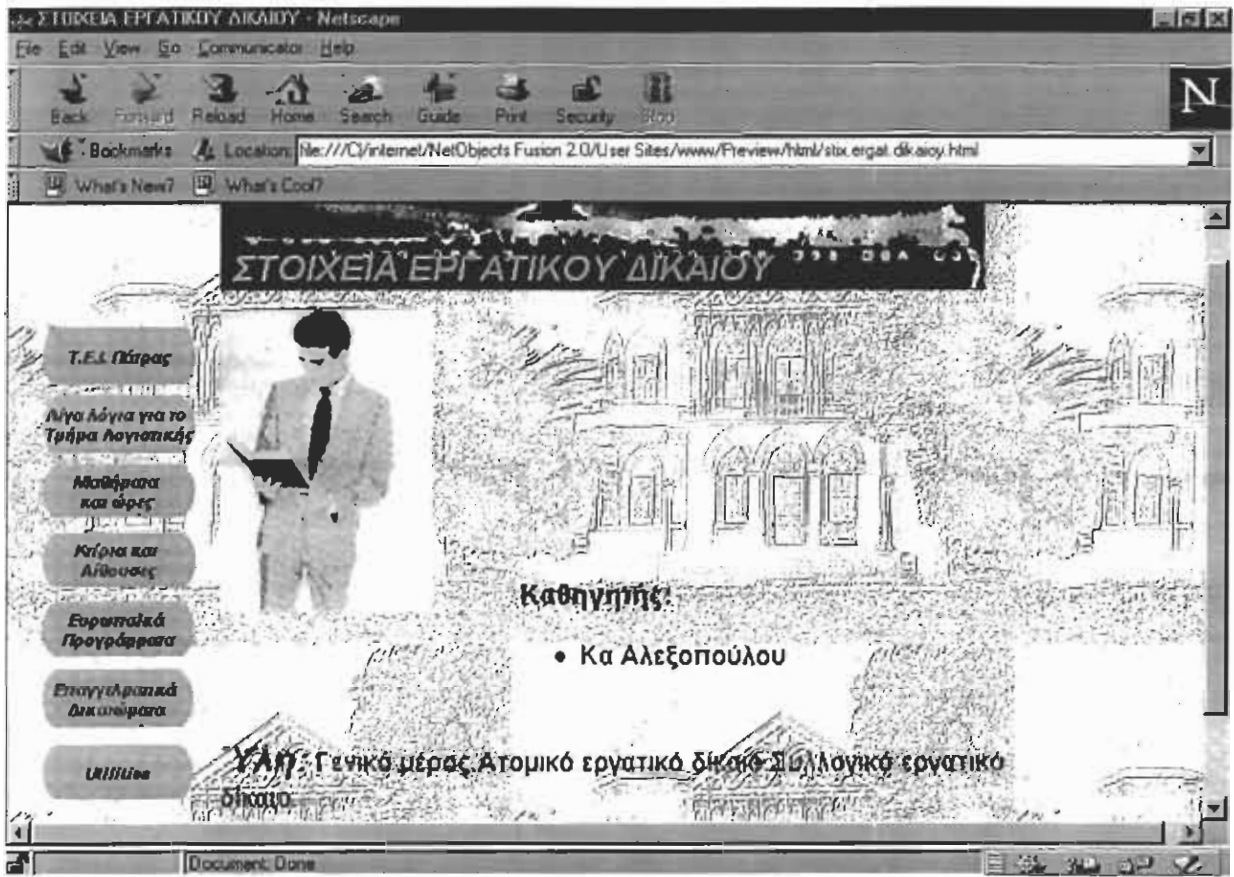 ΣΤΟΙΧΕΙΑ ΕΡΓΑΤΙΚΟΥ ΔΙΚΑΙΟΥ - Netscape
File Edit View Go Communicator Help
Back Forward Reload Home Search Guide Print Security Stop
N
Bookmarks Location: file:///C|/internet/NetObjects Fusion 2.0/User Sites/www/Preview/html/stix.ergat.dikaioy.html
What's New? What's Cool?
ΣΤΟΙΧΕΙΑ ΕΡΓΑΤΙΚΟΥ ΔΙΚΑΙΟΥ
Τ.Ε.Ι. Πάτρας
Λίγα λόγια για το
Τμήμα Λογιστικής
Μαθήματα
και ώρες
Κτίρια και
Αίθουσες
Ευρωπαϊκά
Προγράμματα
Επαγγελματικά
Δικαιώματα
Utilities
Καθηγητής:
• Κα Αλεξοπούλου
Ύλη: Γενικό μέρος Ατομικό εργατικό δίκαιο Συλλογικό εργατικό
δίκαιο
Document: Done